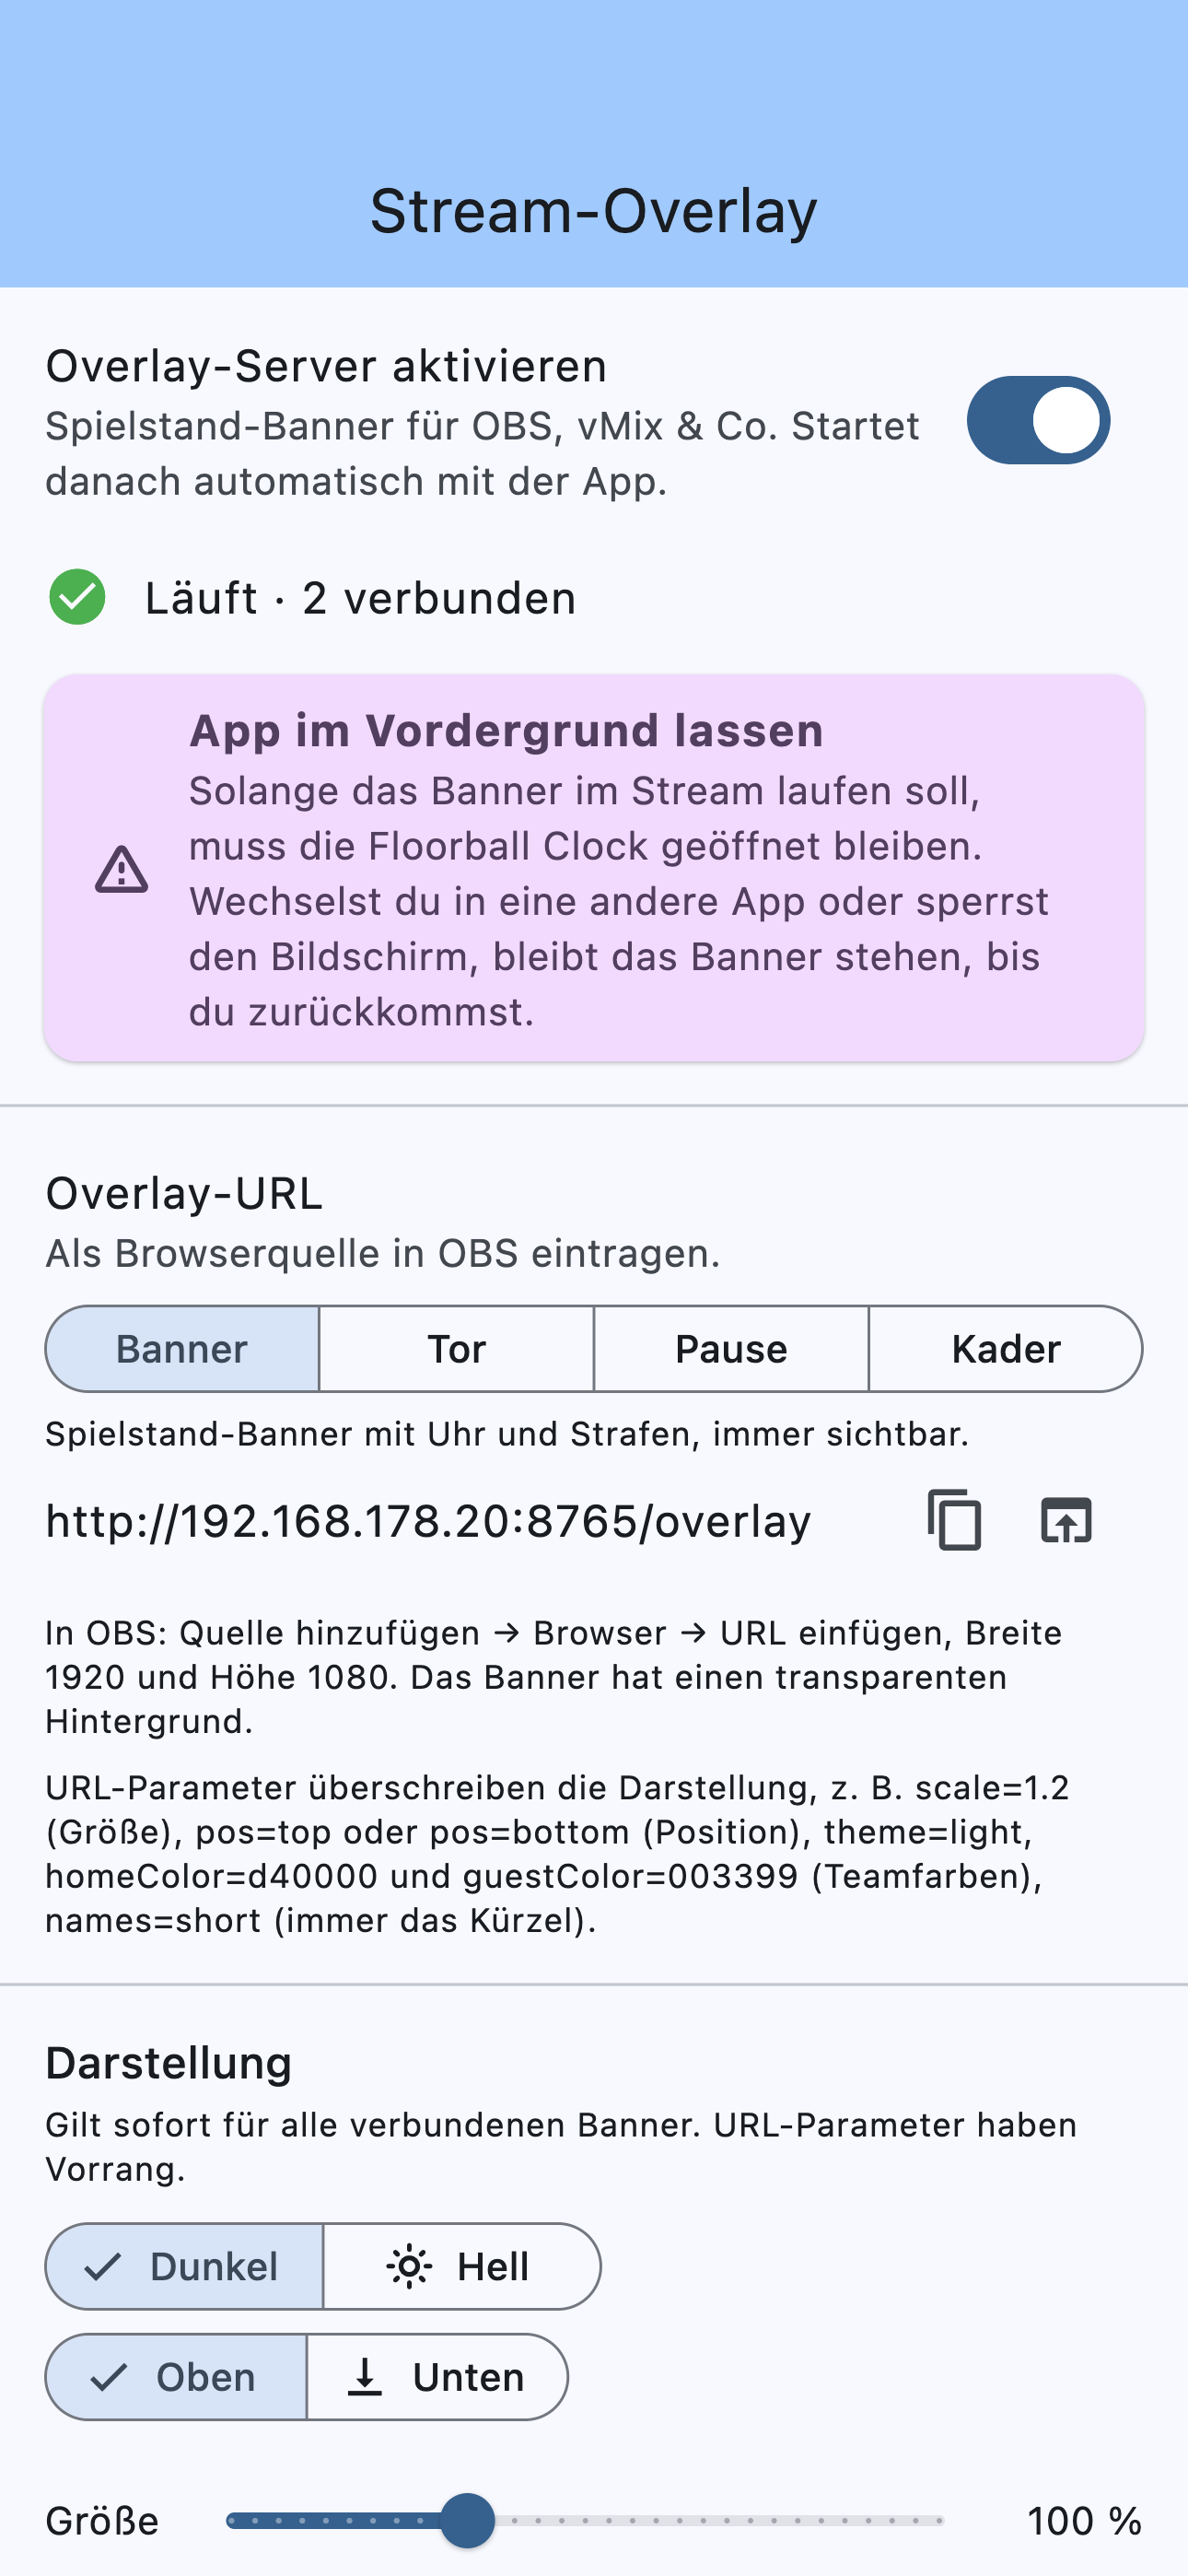 Stream-Overlay
Overlay-Server aktivieren
Spielstand-Banner für OBS, vMix & Co. Startet
danach automatisch mit der App.
Läuft · 2 verbunden
App im Vordergrund lassen
Solange das Banner im Stream laufen soll,
muss die Floorball Clock geöffnet bleiben.
Wechselst du in eine andere App oder sperrst
den Bildschirm, bleibt das Banner stehen, bis
du zurückkommst.
Overlay-URL
Als Browserquelle in OBS eintragen.
Banner
Tor
Pause
Kader
Spielstand-Banner mit Uhr und Strafen, immer sichtbar.
http://192.168.178.20:8765/overlay
In OBS: Quelle hinzufügen → Browser → URL einfügen, Breite
1920 und Höhe 1080. Das Banner hat einen transparenten
Hintergrund.
URL-Parameter überschreiben die Darstellung, z. B. scale=1.2
(Größe), pos=top oder pos=bottom (Position), theme=light,
homeColor=d40000 und guestColor=003399 (Teamfarben),
names=short (immer das Kürzel).
Darstellung
Gilt sofort für alle verbundenen Banner. URL-Parameter haben
Vorrang.
Dunkel
Hell
Oben
Unten
Größe
100 %